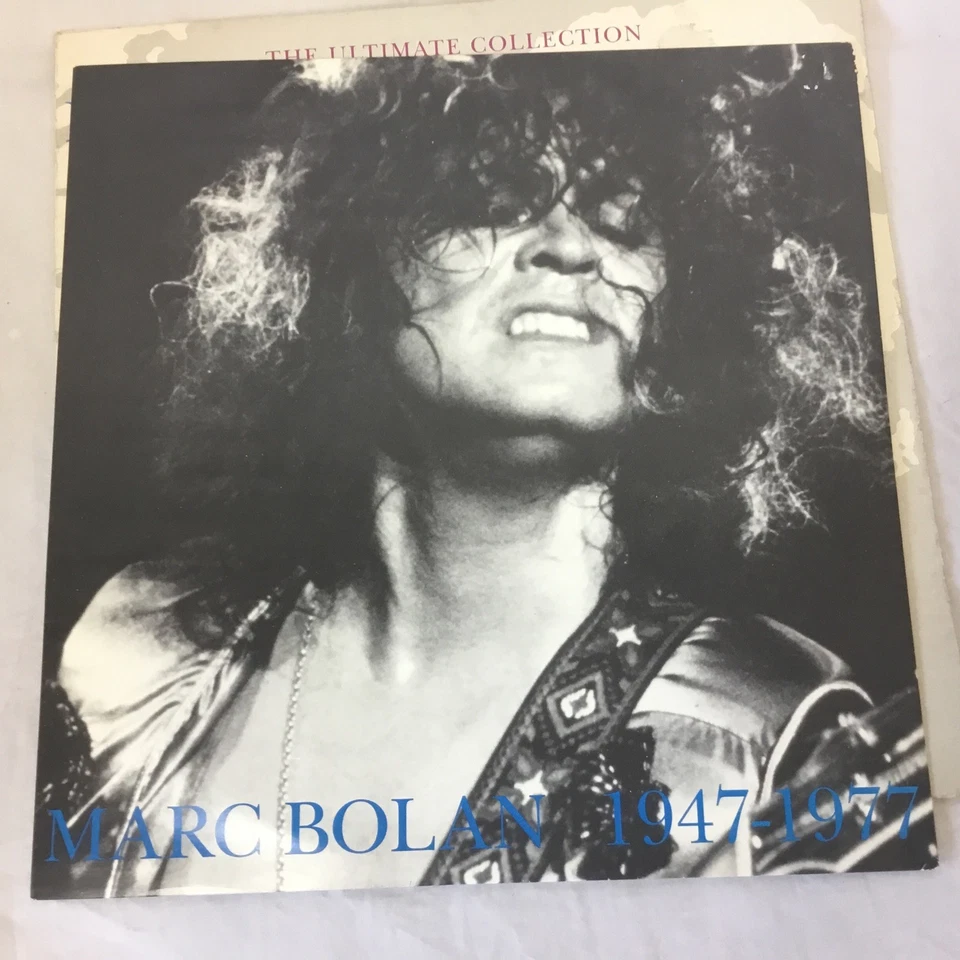 THE ULTIMATE COLLECTION
MARC BOLAN 1947-1977